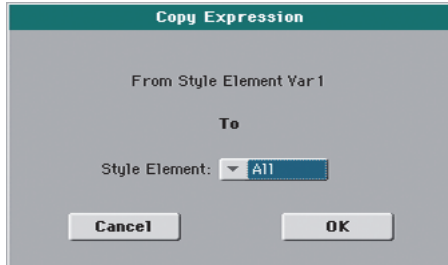 Copy Expression
From Style Element Var1
To
Style Element: All
Cancel OK